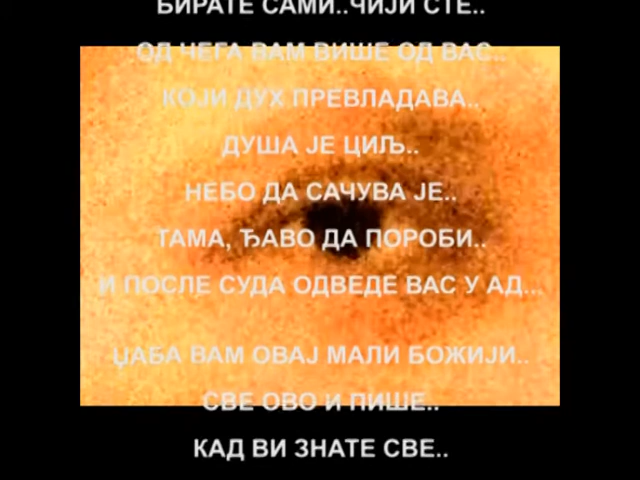 БИРАТЕ САМИ..ЧИЈИ СТЕ..
ОД ЧЕГА ВАМ ВИШЕ ОД ВАС..
КОЈИ ДУХ ПРЕВЛАДАВА..
ДУША ЈЕ ЦИЉ..
НЕБО ДА САЧУВА ЈЕ..
ТАМА, ЂАВО ДА ПОРОБИ..
И ПОСЛЕ СУДА ОДВЕДЕ ВАС У АД...
ЏАБА ВАМ ОВАЈ МАЛИ БОЖИЈИ..
СВЕ ОВО И ПИШЕ..
КАД ВИ ЗНАТЕ СВЕ..